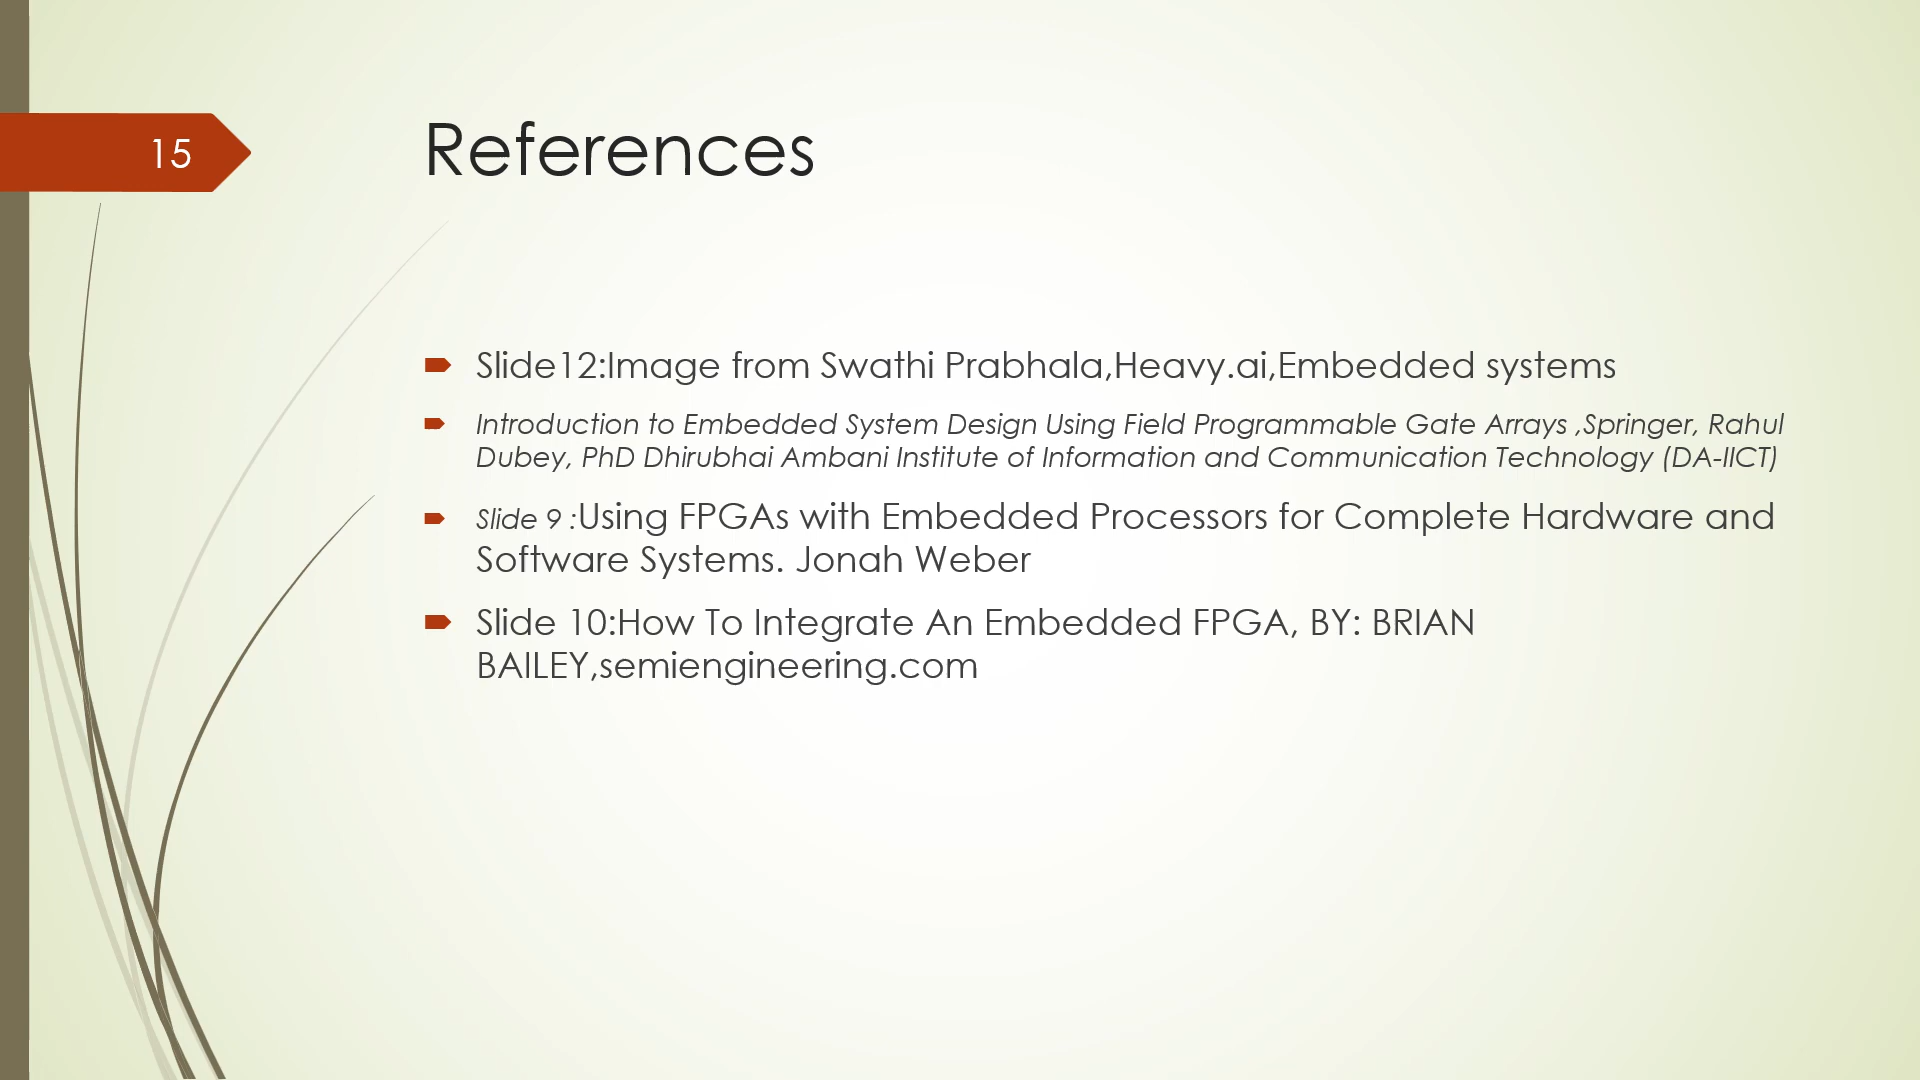 15
References
Slide12:Image from Swathi Prabhala,Heavy.ai,Embedded systems
Introduction to Embedded System Design Using Field Programmable Gate Arrays ,Springer, Rahul
Dubey, PhD Dhirubhai Ambani Institute of Information and Communication Technology (DA-IICT)
Slide 9 :Using FPGAs with Embedded Processors for Complete Hardware and
Software Systems. Jonah Weber
Slide 10:How To Integrate An Embedded FPGA, BY: BRIAN
BAILEY,semiengineering.com